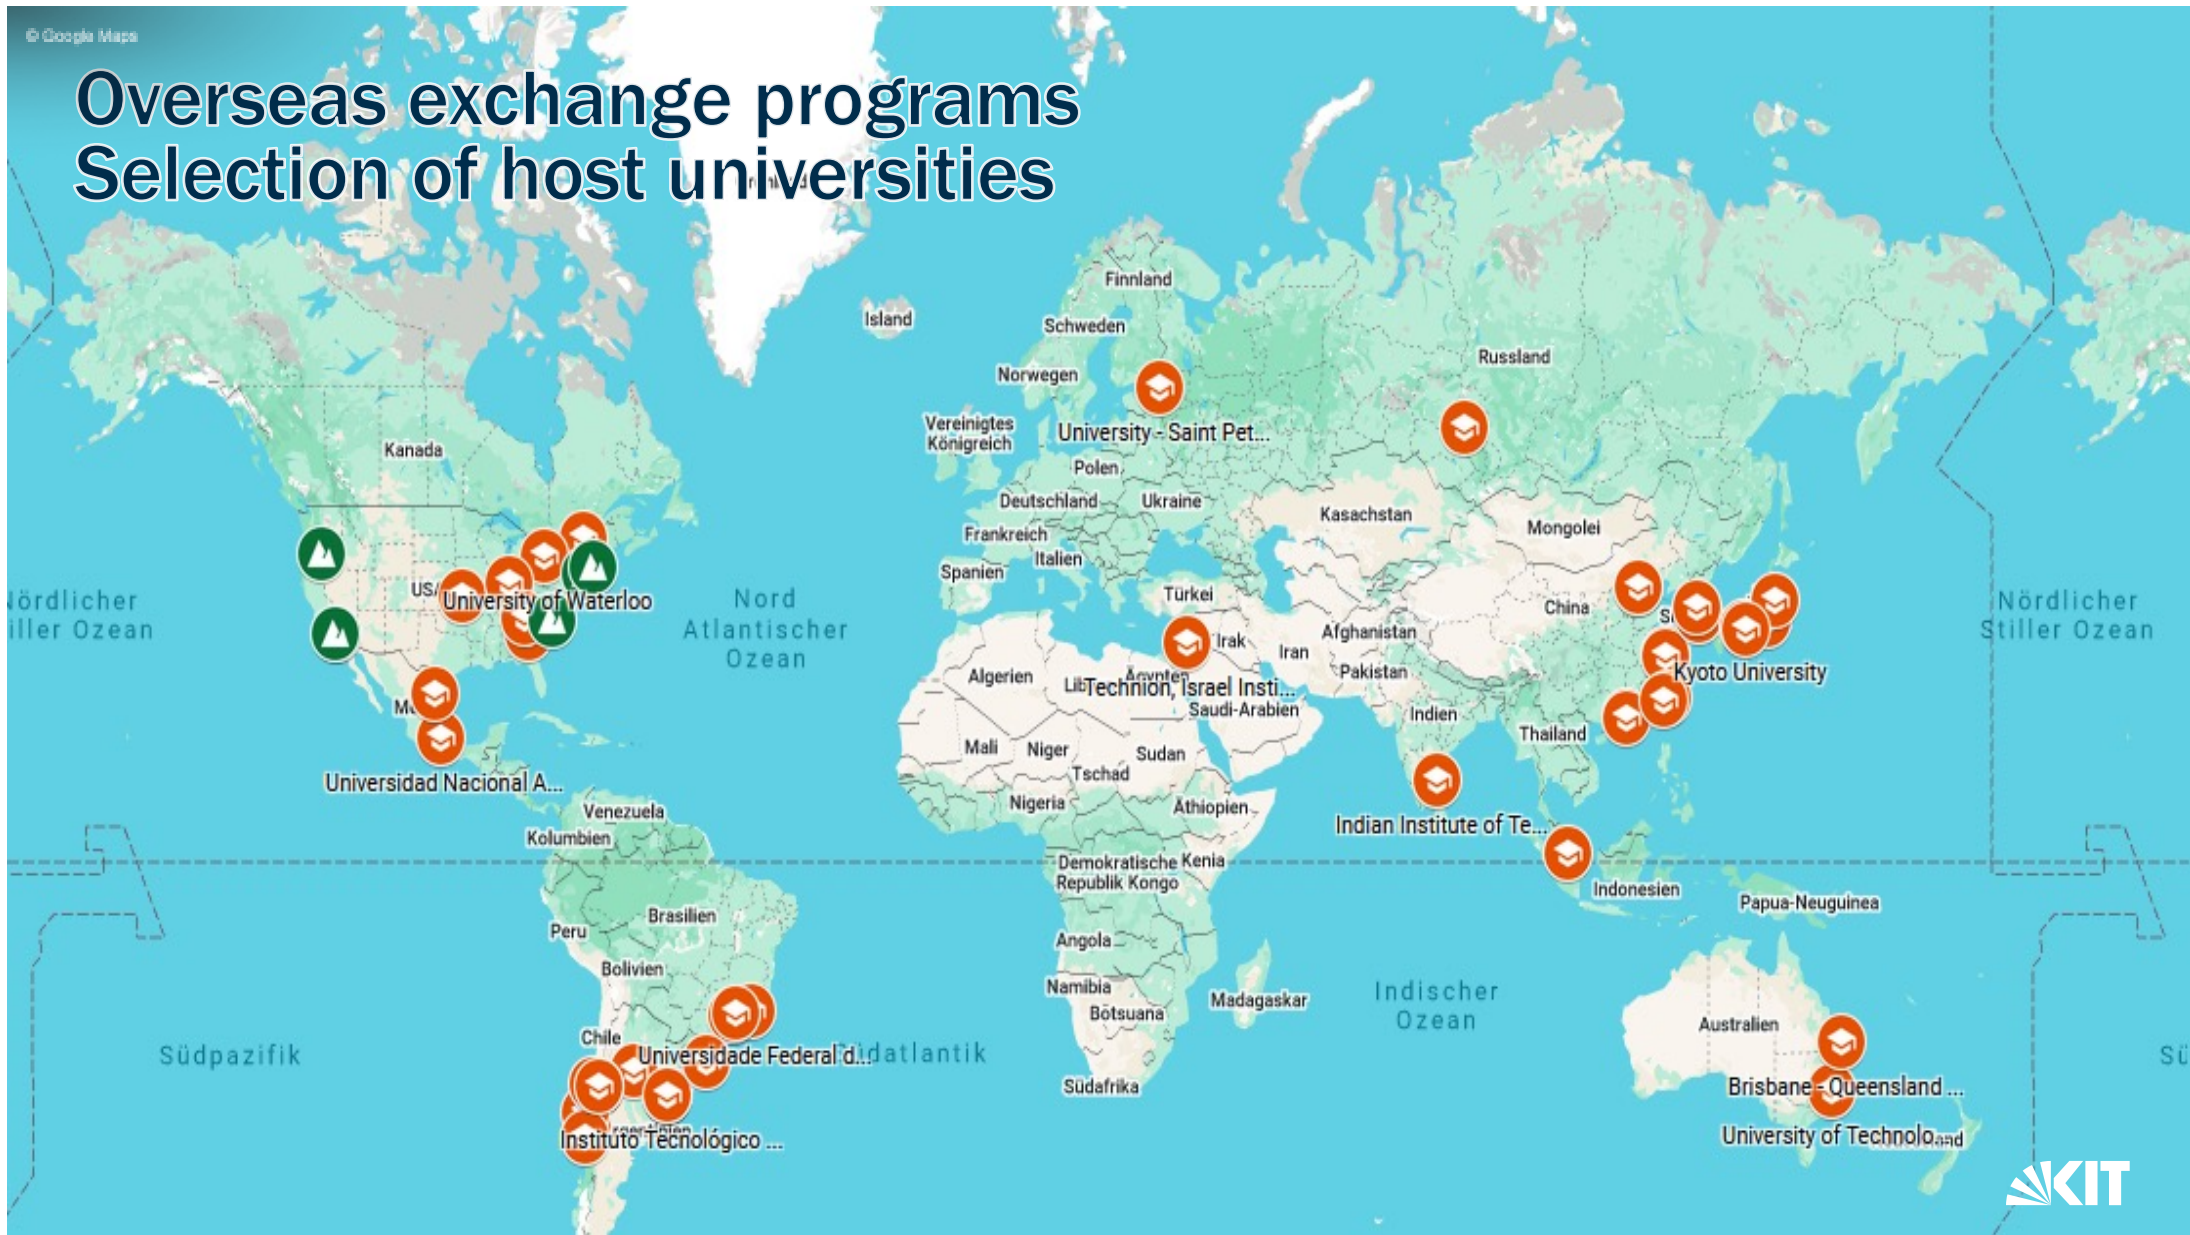 © Google Maps
Overseas exchange programs
Selection of host universities
Finnland
Island
Schweden
Russland
Norwegen
Vereinigtes
Königreich
University - Saint Pet...
Kanada
Polen
Deutschland
Ukraine
Kasachstan
Mongolei
Frankreich
Italien
Spanien
USA
University of Waterloo
Türkei
China
Nord
Atlantischer
Ozean
Nördlicher
Stiller Ozean
Nördlicher
Stiller Ozean
Irak
Iran
Afghanistan
Pakistan
Kyoto University
Algerien
Ägypten
Technion, Israel Insti...
Saudi-Arabien
Indien
Thailand
Mali
Niger
Sudan
Tschad
Universidad Nacional A...
Nigeria
Äthiopien
Venezuela
Kolumbien
Indian Institute of Te...
Demokratische
Republik Kongo
Kenia
Indonesien
Papua-Neuguinea
Brasilien
Peru
Angola
Bolivien
Namibia
Botsuana
Madagaskar
Indischer
Ozean
Australien
Chile
Südpazifik
Universidade Federal d...
Südafrika
Brisbane - Queensland ...
Instituto Tecnológico ...
University of Technolo...
KIT